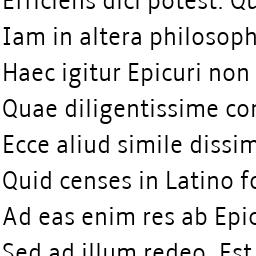 Efficiens dici potest. Qu
Iam in altera philosoph
Haec igitur Epicuri non
Quae diligentissime con
Ecce aliud simile dissim
Quid censes in Latino fo
Ad eas enim res ab Epic
Sed ad illum redeo. Est